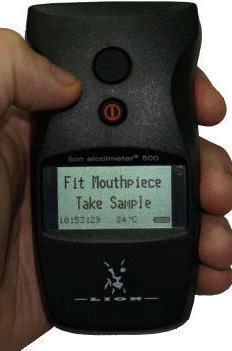 lion alcolmeter® 500
Fit Mouthpiece
Take Sample
10:53:29 24°C
LION